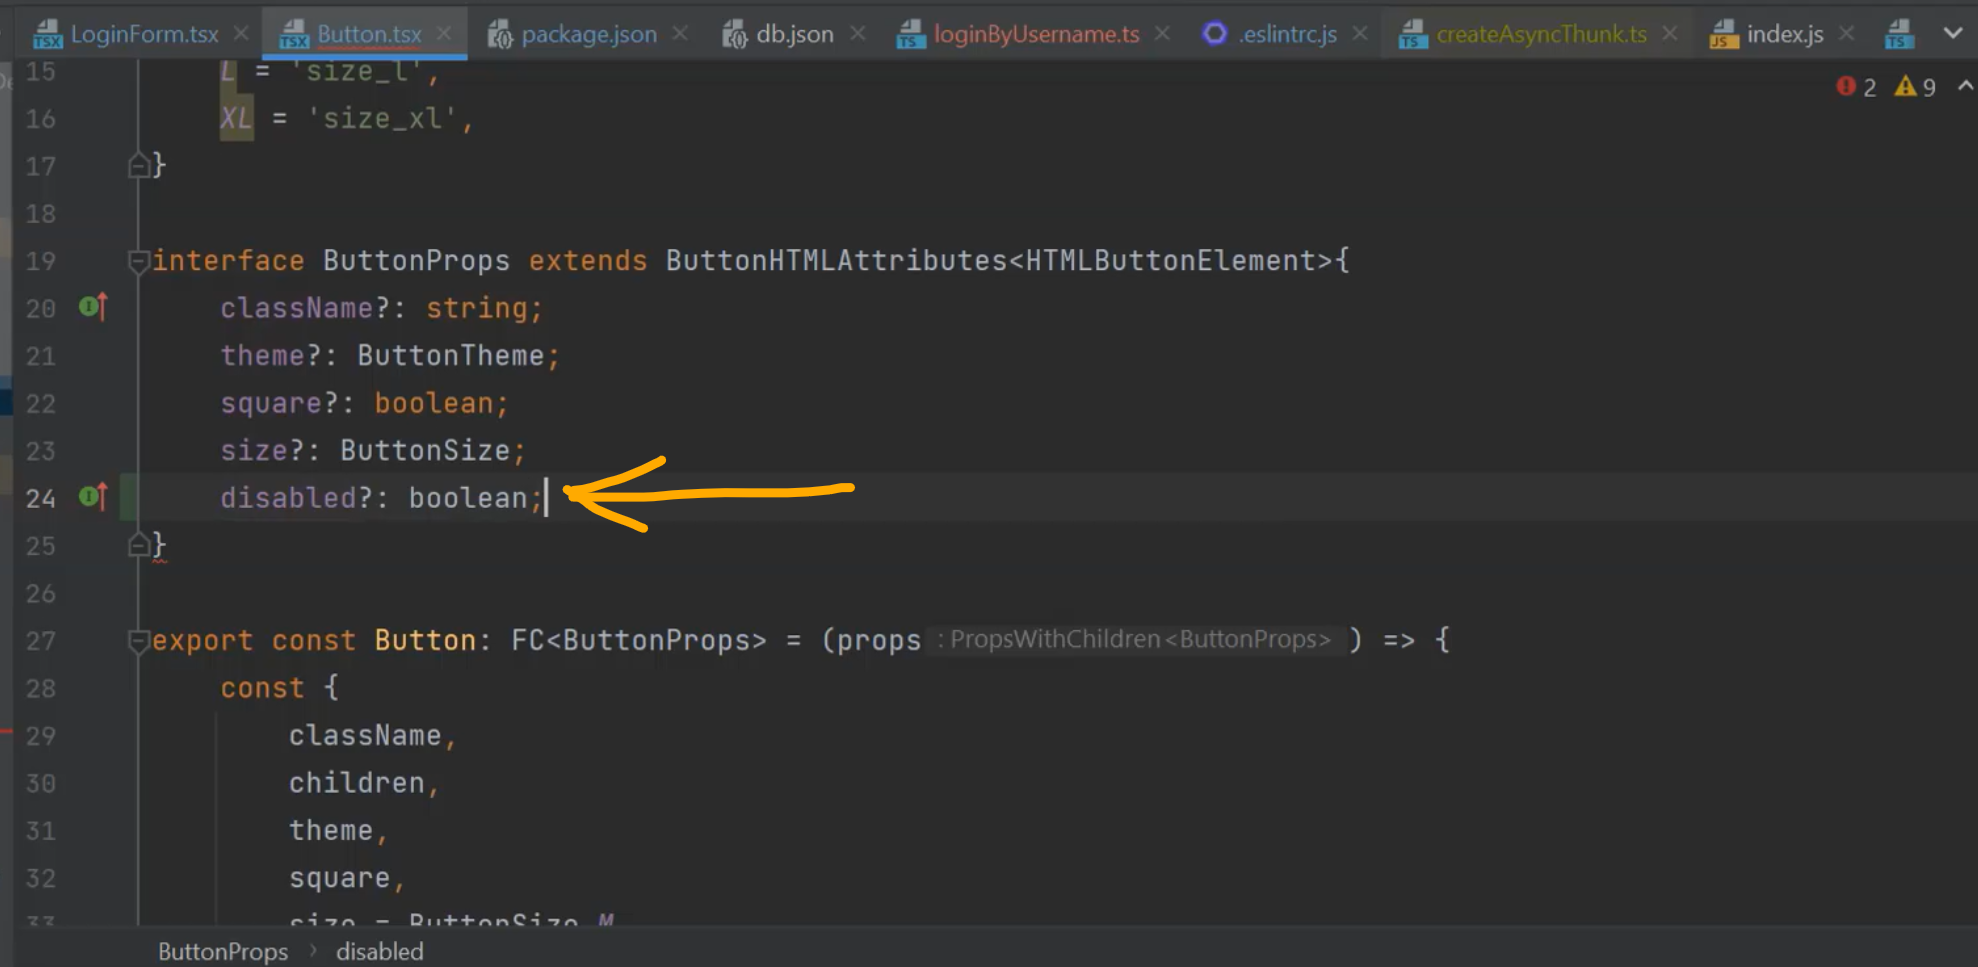 LoginForm.tsx Button.tsx package.json db.json loginByUsername.ts .eslintrc.js createAsyncThunk.ts index.js
15 L = 'size_l',
2 9
16 XL = 'size_xl',
17 }
18
19 interface ButtonProps extends ButtonHTMLAttributes<HTMLButtonElement>{
20 className?: string;
21 theme?: ButtonTheme;
22 square?: boolean;
23 size?: ButtonSize;
24 disabled?: boolean;
25 }
26
27 export const Button: FC<ButtonProps> = (props : PropsWithChildren<ButtonProps> ) => {
28 const {
29 className,
30 children,
31 theme,
32 square,
33 size = ButtonSize.M
ButtonProps > disabled